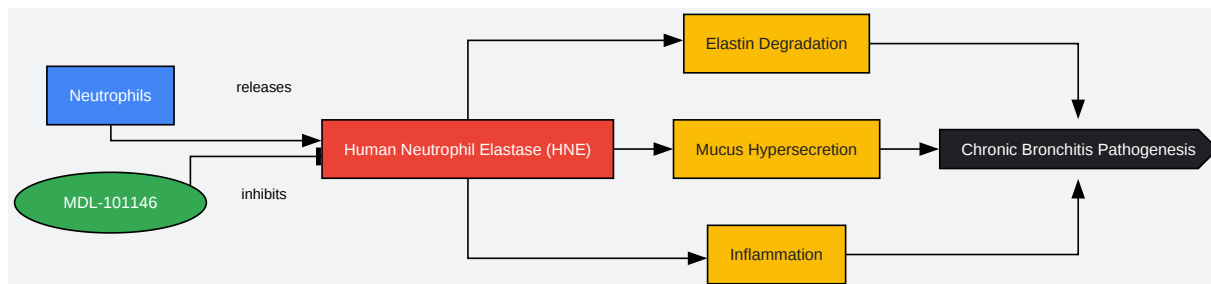 Elastin Degradation
Neutrophils
releases
Human Neutrophil Elastase (HNE)
Mucus Hypersecretion
Chronic Bronchitis Pathogenesis
inhibits
MDL-101146
Inflammation